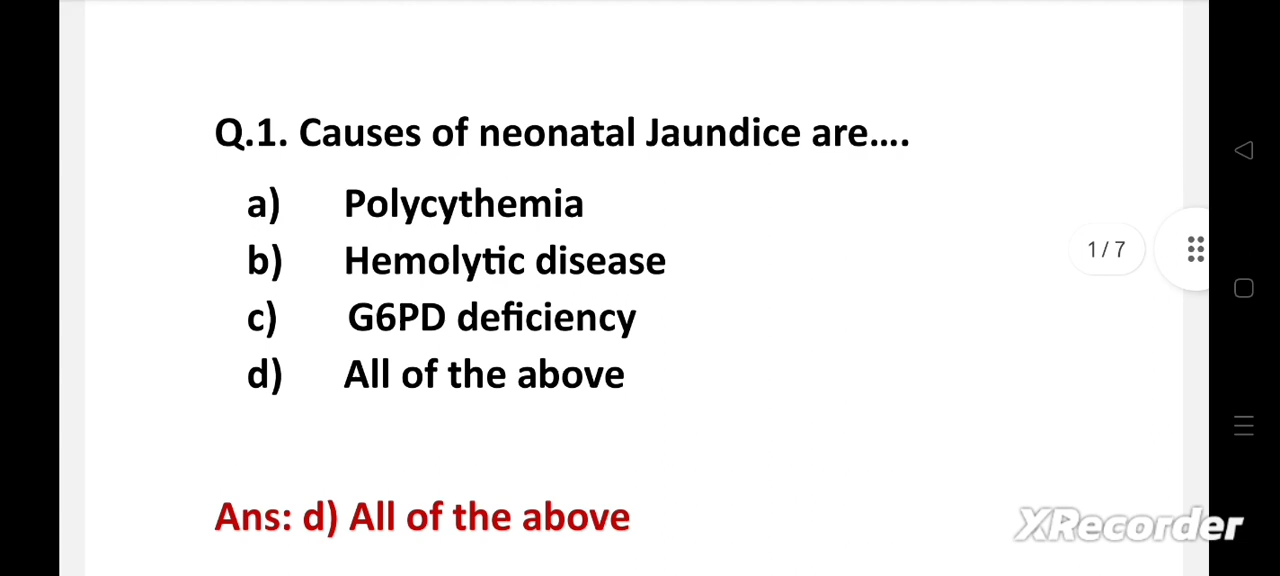 Q.1. Causes of neonatal Jaundice are....
a) Polycythemia
b) Hemolytic disease
c) G6PD deficiency
d) All of the above
1 / 7
Ans: d) All of the above
XRecorder